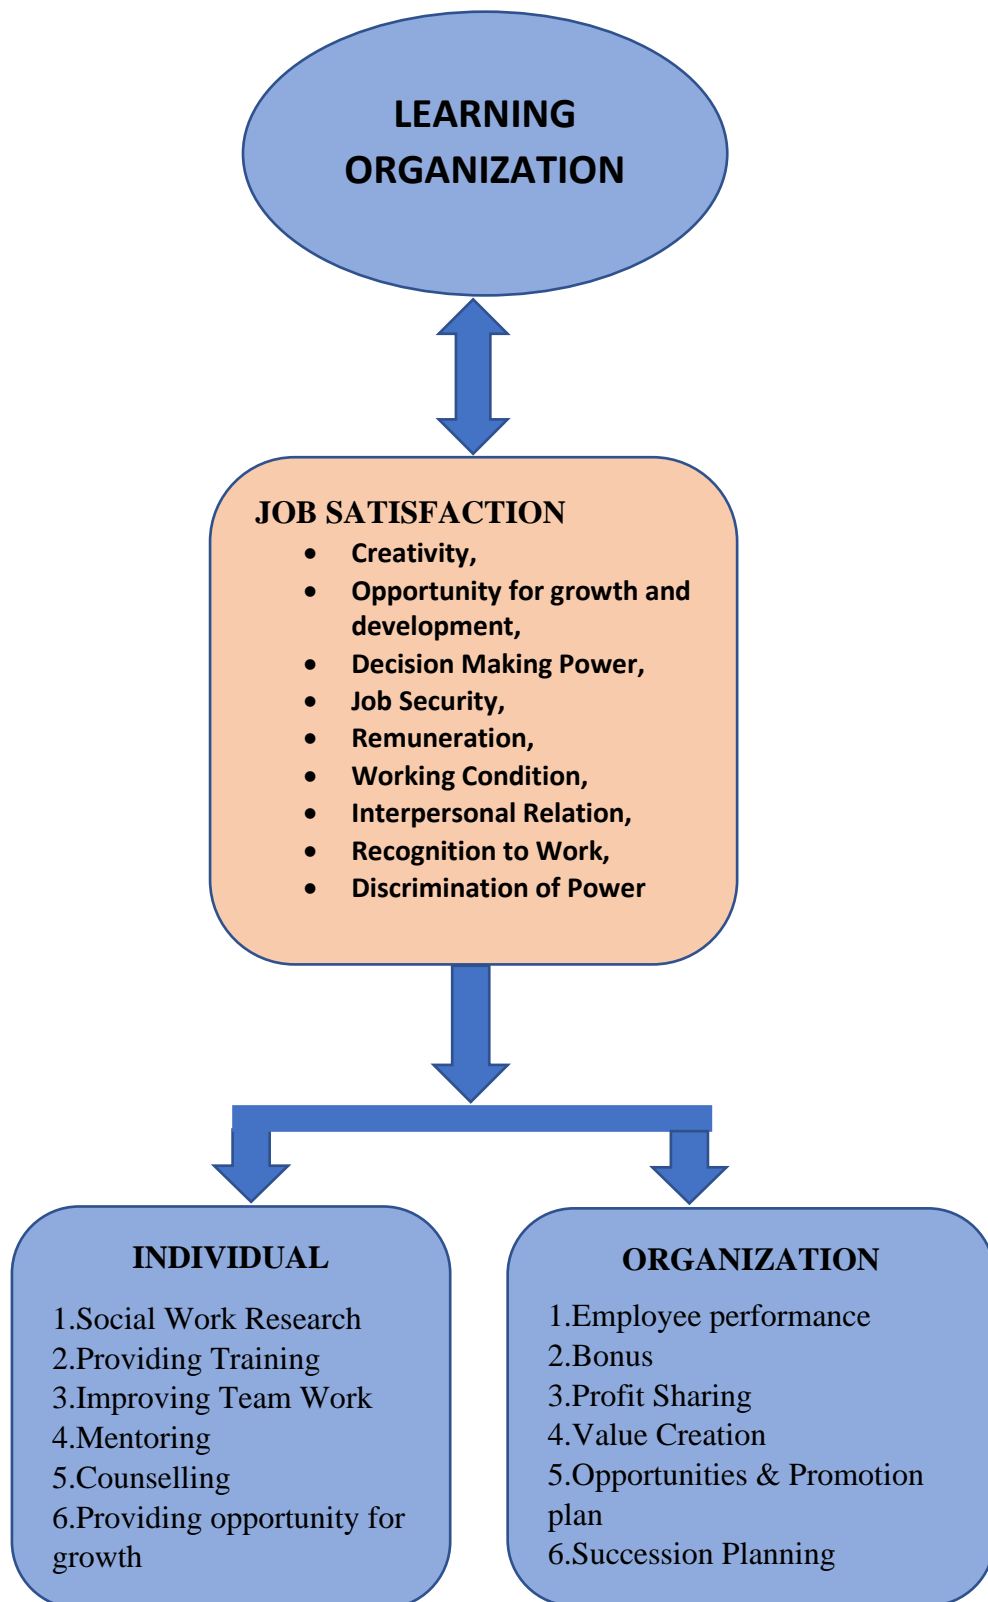 LEARNING
ORGANIZATION
JOB SATISFACTION
• Creativity,
• Opportunity for growth and
development,
• Decision Making Power,
• Job Security,
• Remuneration,
• Working Condition,
• Interpersonal Relation,
• Recognition to Work,
• Discrimination of Power
INDIVIDUAL
1.Social Work Research
2.Providing Training
3.Improving Team Work
4.Mentoring
5.Counselling
6.Providing opportunity for
growth
ORGANIZATION
1.Employee performance
2.Bonus
3.Profit Sharing
4.Value Creation
5.Opportunities & Promotion
plan
6.Succession Planning